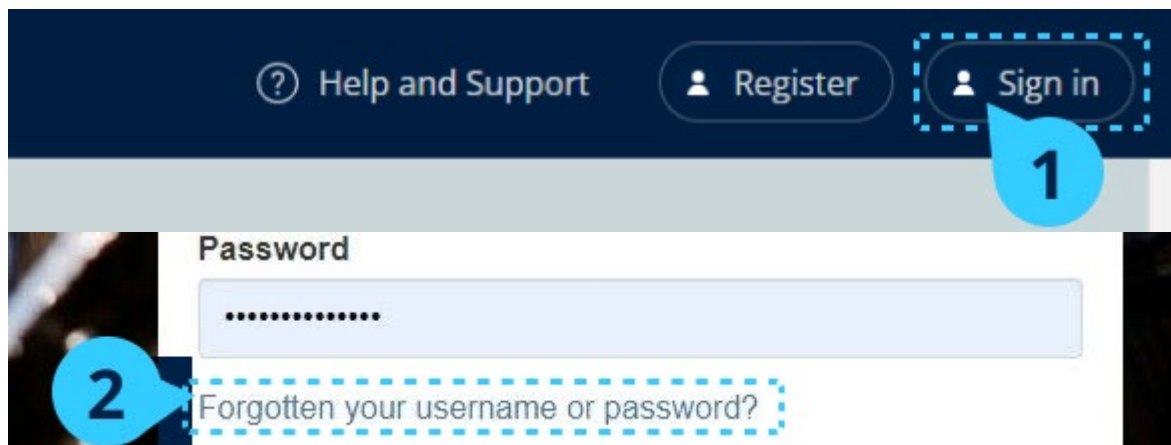 ? Help and Support Register Sign in
1
Password
••••••••••••••
2 Forgotten your username or password?